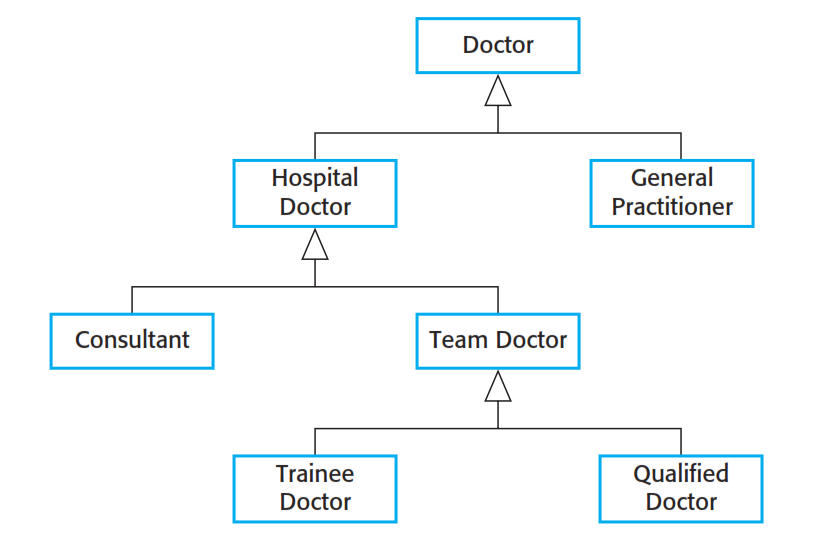 Doctor
Hospital
Doctor
General
Practitioner
Consultant
Team Doctor
Trainee
Doctor
Qualified
Doctor